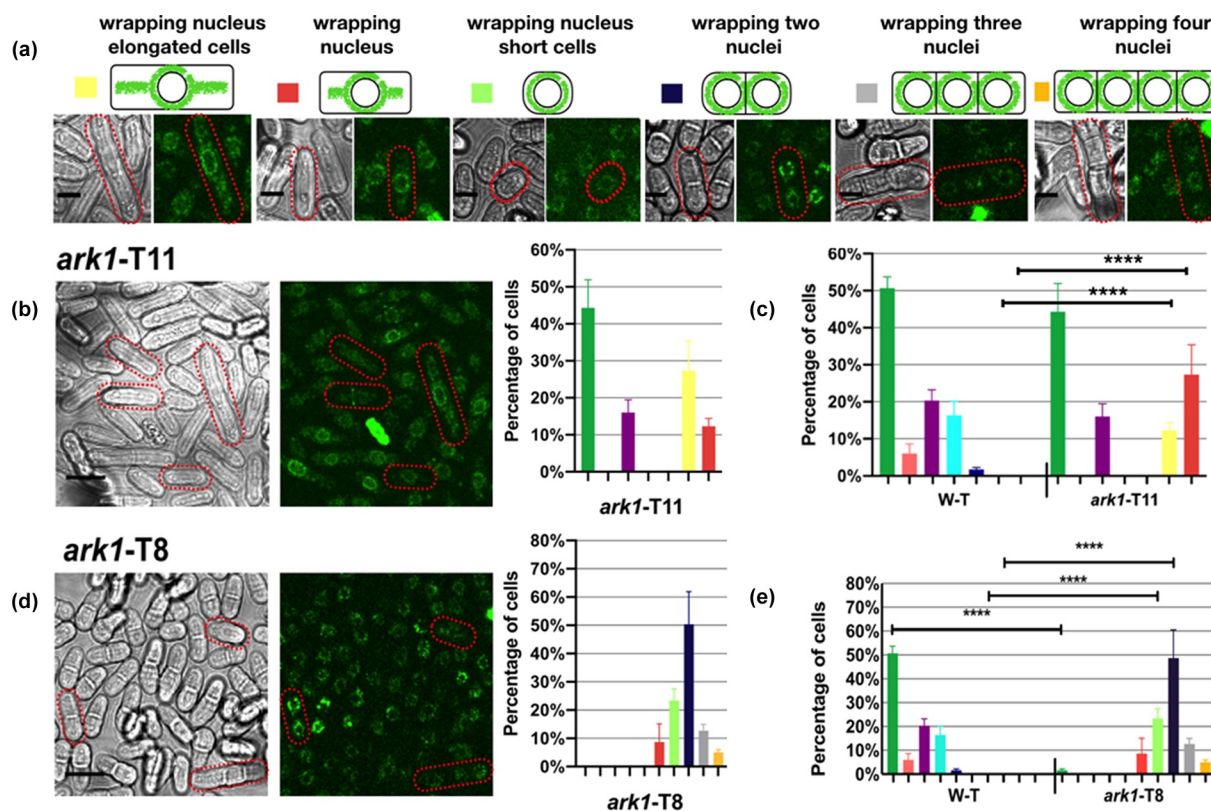 (a)
wrapping nucleus
elongated cells
wrapping
nucleus
wrapping nucleus
short cells
wrapping two
nuclei
wrapping three
nuclei
wrapping four
nuclei
ark1-T11
(b)
60%
50%
40%
30%
20%
10%
0%
Percentage of cells
ark1-T11
(c)
60%
50%
40%
30%
20%
10%
0%
Percentage of cells
****
****
W-T
ark1-T11
ark1-T8
(d)
80%
70%
60%
50%
40%
30%
20%
10%
0%
Percentage of cells
ark1-T8
(e)
80%
70%
60%
50%
40%
30%
20%
10%
0%
Percentage of cells
****
****
****
W-T
ark1-T8